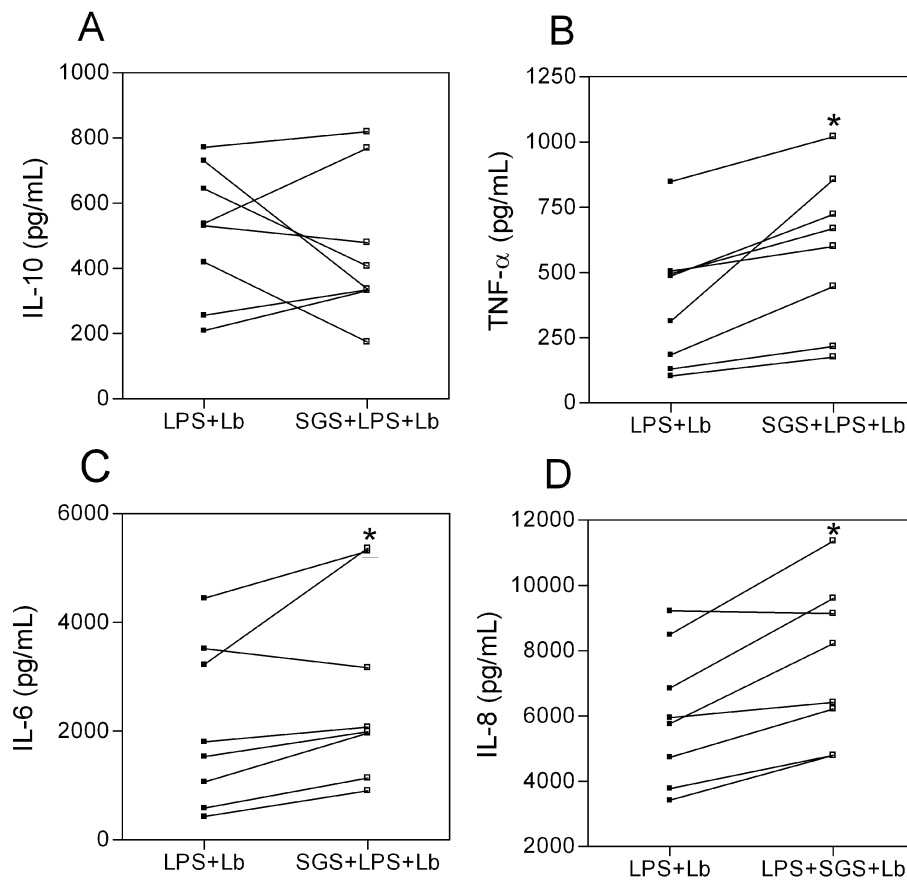 A
1000
800
600
400
200
0
IL-10 (pg/mL)
LPS+Lb SGS+LPS+Lb
B
1250
1000
750
500
250
0
TNF-α (pg/mL)
*
LPS+Lb SGS+LPS+Lb
C
6000
4000
2000
0
IL-6 (pg/mL)
*
LPS+Lb SGS+LPS+Lb
D
12000
10000
8000
6000
4000
2000
IL-8 (pg/mL)
*
LPS+Lb LPS+SGS+Lb